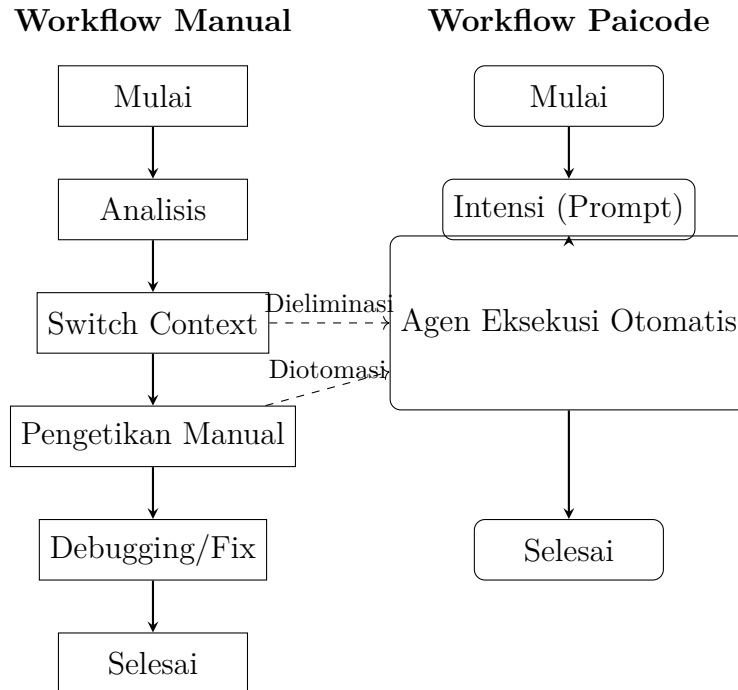 Workflow Manual
Mulai
Analisis
Switch Context
Pengetikan Manual
Debugging/Fix
Selesai
Dieliminasi
Diotomasi
Workflow Paicode
Mulai
Intensi (Prompt)
Agen Eksekusi Otomatis
Selesai